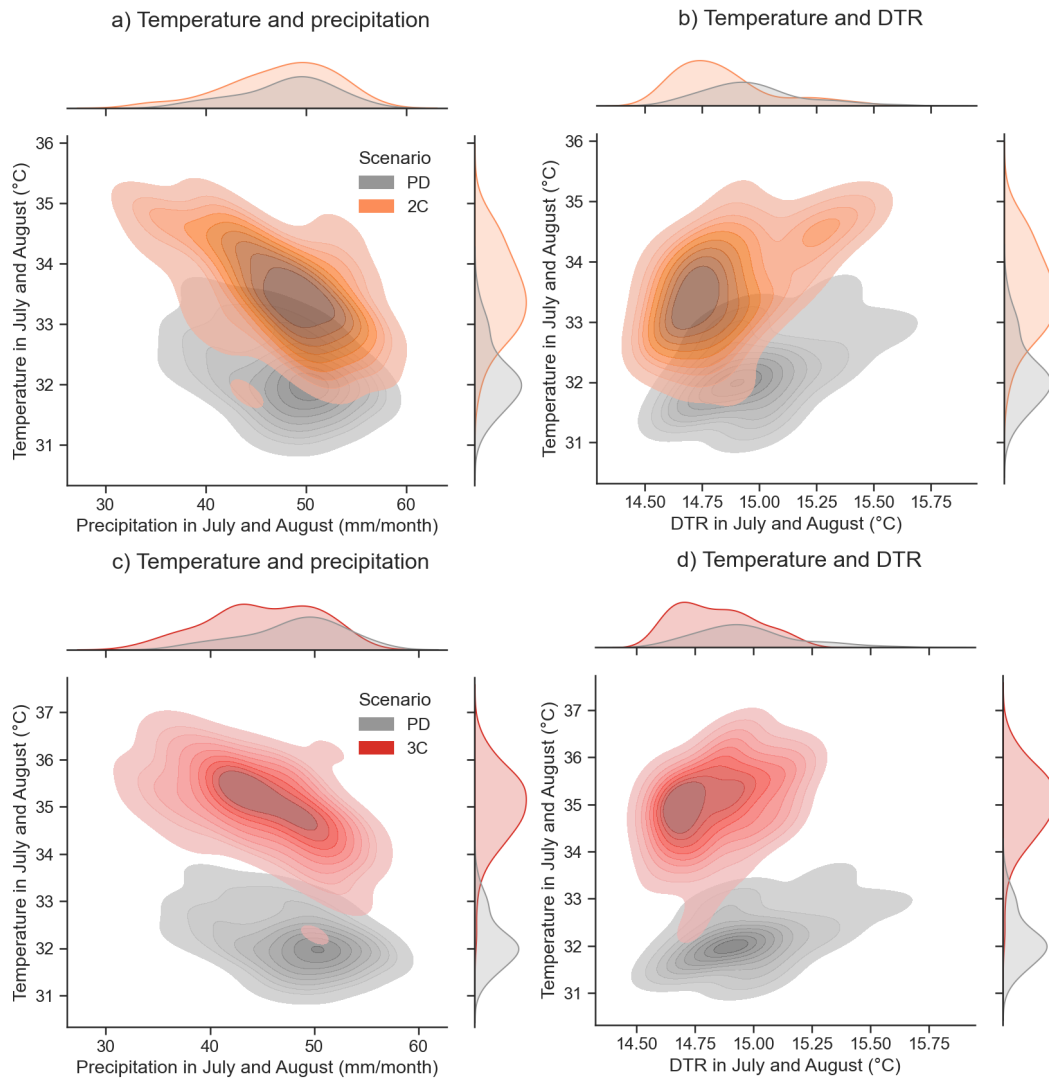 a) Temperature and precipitation
b) Temperature and DTR
Temperature in July and August (°C)
36
35
34
33
32
31
Scenario
PD
2C
30
40
50
60
Precipitation in July and August (mm/month)
Temperature in July and August (°C)
36
35
34
33
32
31
14.50
14.75
15.00
15.25
15.50
15.75
DTR in July and August (°C)
c) Temperature and precipitation
d) Temperature and DTR
Temperature in July and August (°C)
37
36
35
34
33
32
31
Scenario
PD
3C
30
40
50
60
Precipitation in July and August (mm/month)
Temperature in July and August (°C)
37
36
35
34
33
32
31
14.50
14.75
15.00
15.25
15.50
15.75
DTR in July and August (°C)